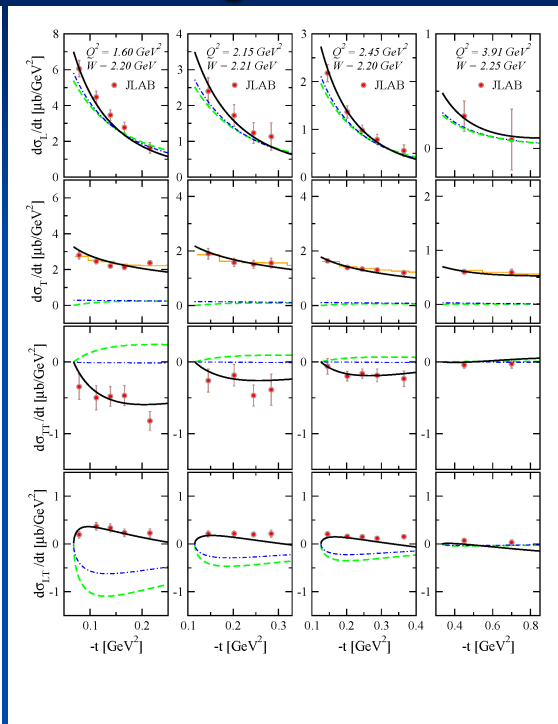 Q² = 1.60 GeV²
W − 2.20 GeV
JLAB
Q² = 2.15 GeV²
W − 2.21 GeV
JLAB
Q² = 2.45 GeV²
W − 2.20 GeV
JLAB
Q² = 3.91 GeV²
W − 2.25 GeV
JLAB
dσL/dt [µb/GeV²]
8
6
4
2
0
4
3
2
1
0
3
2
1
0
1
0
dσT/dt [µb/GeV²]
6
4
2
0
4
2
0
4
2
0
2
1
0
dσTT/dt [µb/GeV²]
0
-1
0
-1
0
-1
0
-1
dσLT/dt [µb/GeV²]
1
0
-1
1
0
-1
1
0
-1
1
0
-1
0.1 0.2
0.1 0.2 0.3
0.1 0.2 0.3 0.4
0.4 0.6 0.8
-t [GeV²]
-t [GeV²]
-t [GeV²]
-t [GeV²]